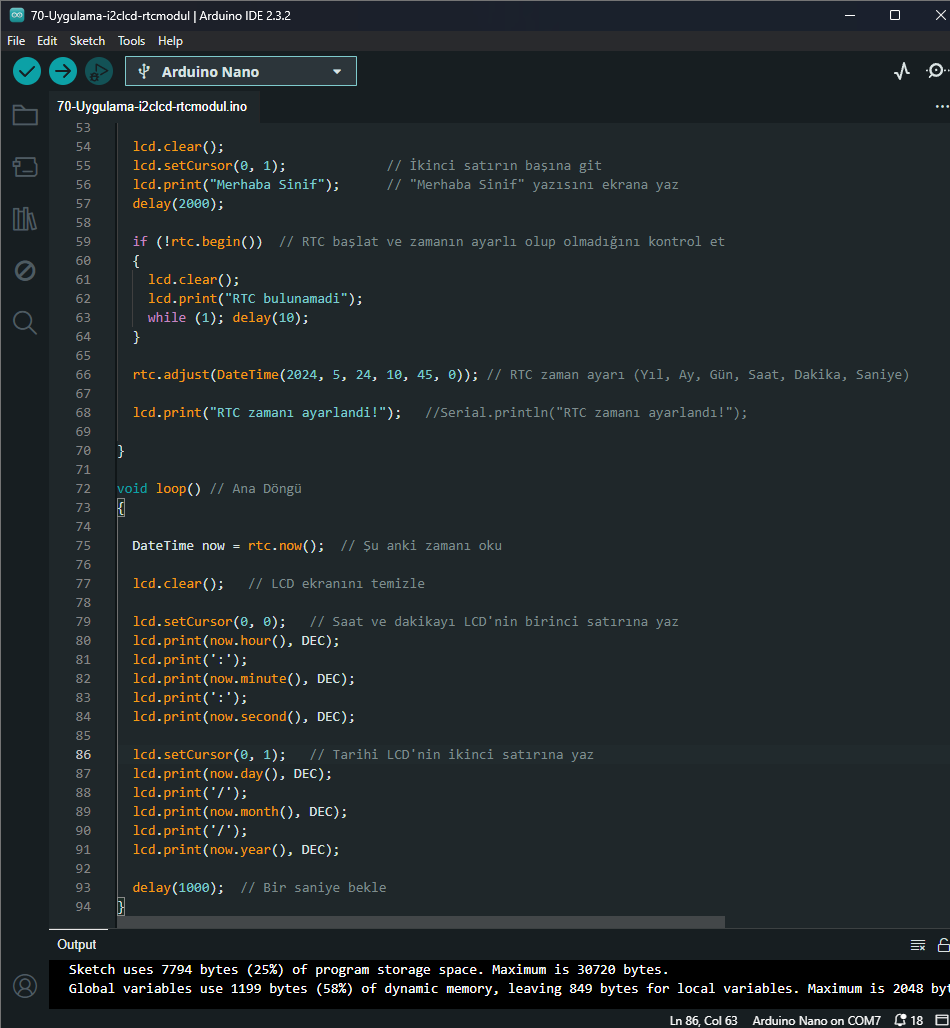 70-Uygulama-i2clcd-rtcmodul | Arduino IDE 2.3.2
File Edit Sketch Tools Help
Arduino Nano
70-Uygulama-i2clcd-rtcmodul.ino
53
54 lcd.clear();
55 lcd.setCursor(0, 1); // İkinci satırın başına git
56 lcd.print("Merhaba Sinif"); // "Merhaba Sinif" yazısını ekrana yaz
57 delay(2000);
58
59 if (!rtc.begin()) // RTC başlat ve zamanın ayarlı olup olmadığını kontrol et
60 {
61 lcd.clear();
62 lcd.print("RTC bulunamadi");
63 while (1); delay(10);
64 }
65
66 rtc.adjust(DateTime(2024, 5, 24, 10, 45, 0)); // RTC zaman ayarı (Yıl, Ay, Gün, Saat, Dakika, Saniye)
67
68 lcd.print("RTC zamanı ayarlandi!"); //Serial.println("RTC zamanı ayarlandı!");
69
70 }
71
72 void loop() // Ana Döngü
73 {
74
75 DateTime now = rtc.now(); // Şu anki zamanı oku
76
77 lcd.clear(); // LCD ekranını temizle
78
79 lcd.setCursor(0, 0); // Saat ve dakikayı LCD'nin birinci satırına yaz
80 lcd.print(now.hour(), DEC);
81 lcd.print(':');
82 lcd.print(now.minute(), DEC);
83 lcd.print(':');
84 lcd.print(now.second(), DEC);
85
86 lcd.setCursor(0, 1); // Tarihi LCD'nin ikinci satırına yaz
87 lcd.print(now.day(), DEC);
88 lcd.print('/');
89 lcd.print(now.month(), DEC);
90 lcd.print('/');
91 lcd.print(now.year(), DEC);
92
93 delay(1000); // Bir saniye bekle
94 }
Output
Sketch uses 7794 bytes (25%) of program storage space. Maximum is 30720 bytes.
Global variables use 1199 bytes (58%) of dynamic memory, leaving 849 bytes for local variables. Maximum is 2048 byt
Ln 86, Col 63 Arduino Nano on COM7 18